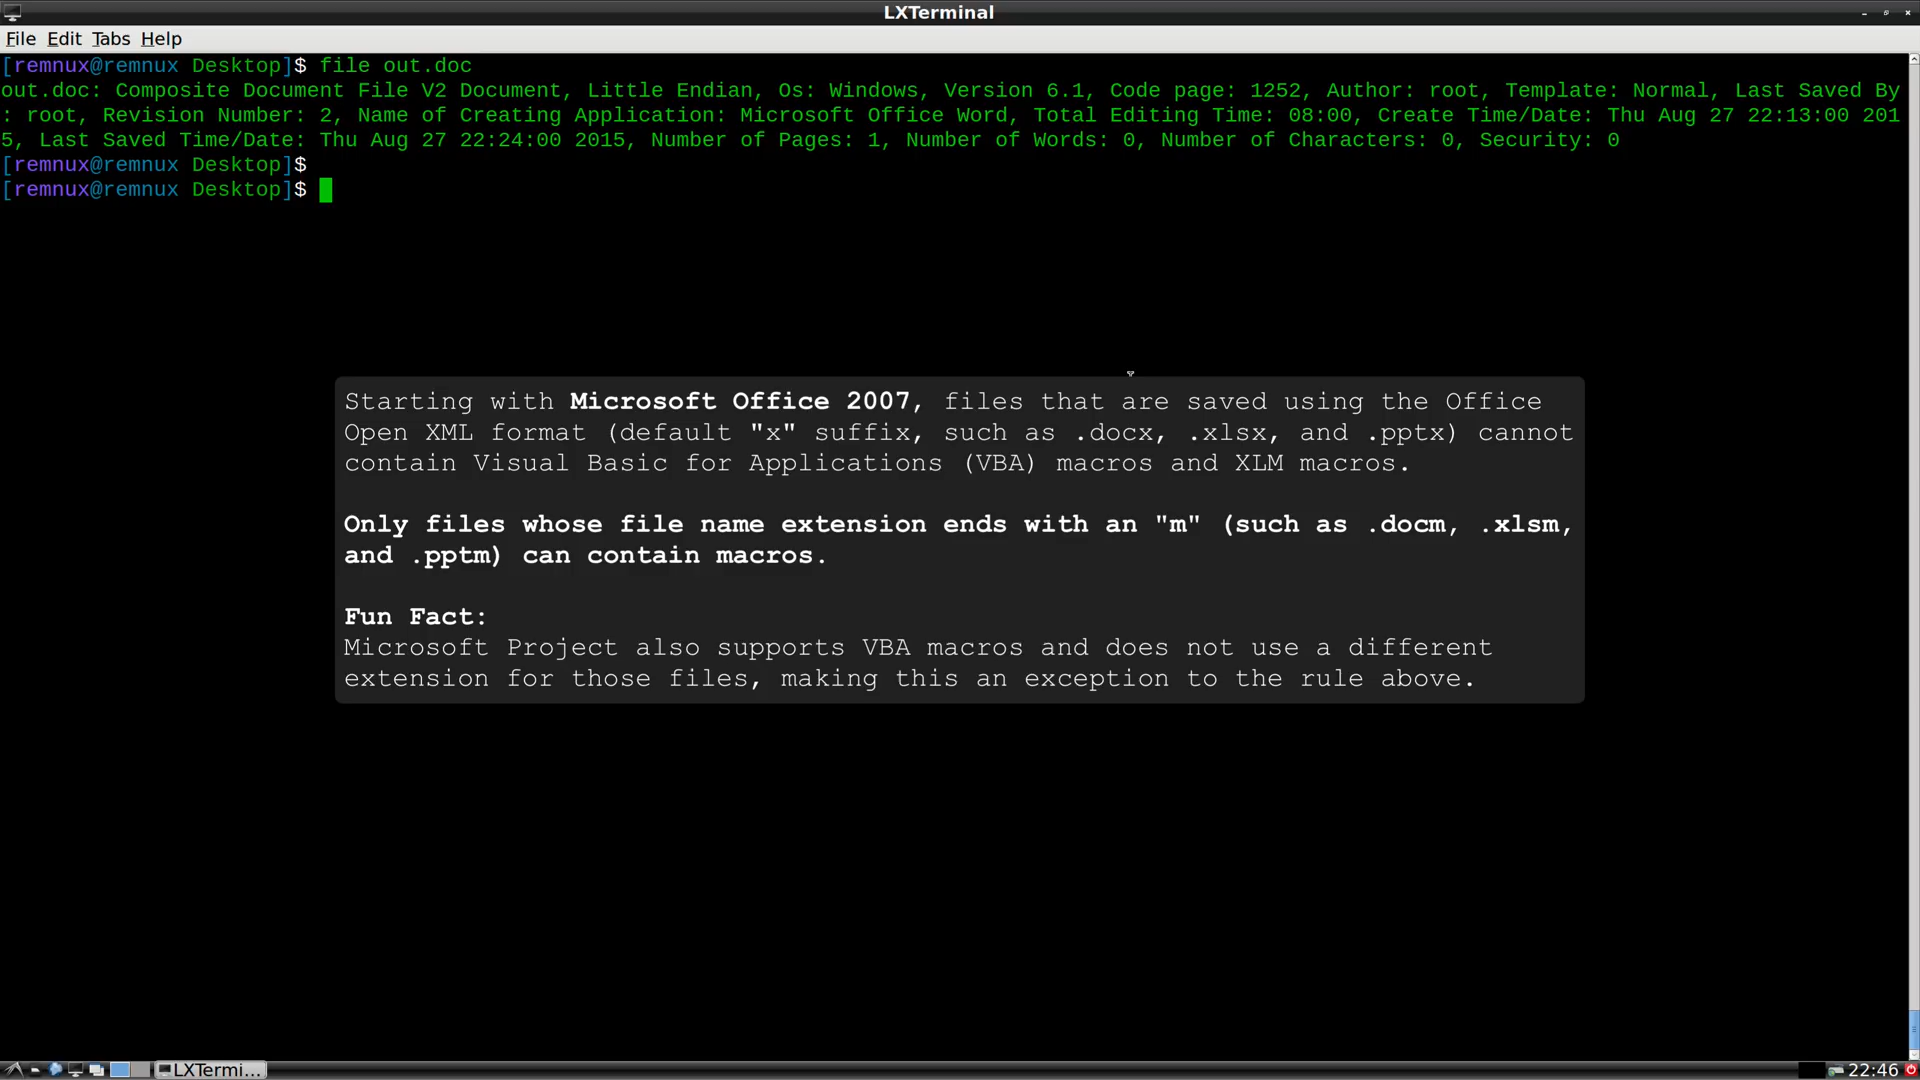 LXTerminal
File Edit Tabs Help
[remnux@remnux Desktop]$ file out.doc
out.doc: Composite Document File V2 Document, Little Endian, Os: Windows, Version 6.1, Code page: 1252, Author: root, Template: Normal, Last Saved By
: root, Revision Number: 2, Name of Creating Application: Microsoft Office Word, Total Editing Time: 08:00, Create Time/Date: Thu Aug 27 22:13:00 201
5, Last Saved Time/Date: Thu Aug 27 22:24:00 2015, Number of Pages: 1, Number of Words: 0, Number of Characters: 0, Security: 0
[remnux@remnux Desktop]$
[remnux@remnux Desktop]$
Starting with Microsoft Office 2007, files that are saved using the Office
Open XML format (default "x" suffix, such as .docx, .xlsx, and .pptx) cannot
contain Visual Basic for Applications (VBA) macros and XLM macros.
Only files whose file name extension ends with an "m" (such as .docm, .xlsm,
and .pptm) can contain macros.
Fun Fact:
Microsoft Project also supports VBA macros and does not use a different
extension for those files, making this an exception to the rule above.
LXTermi... 22:46